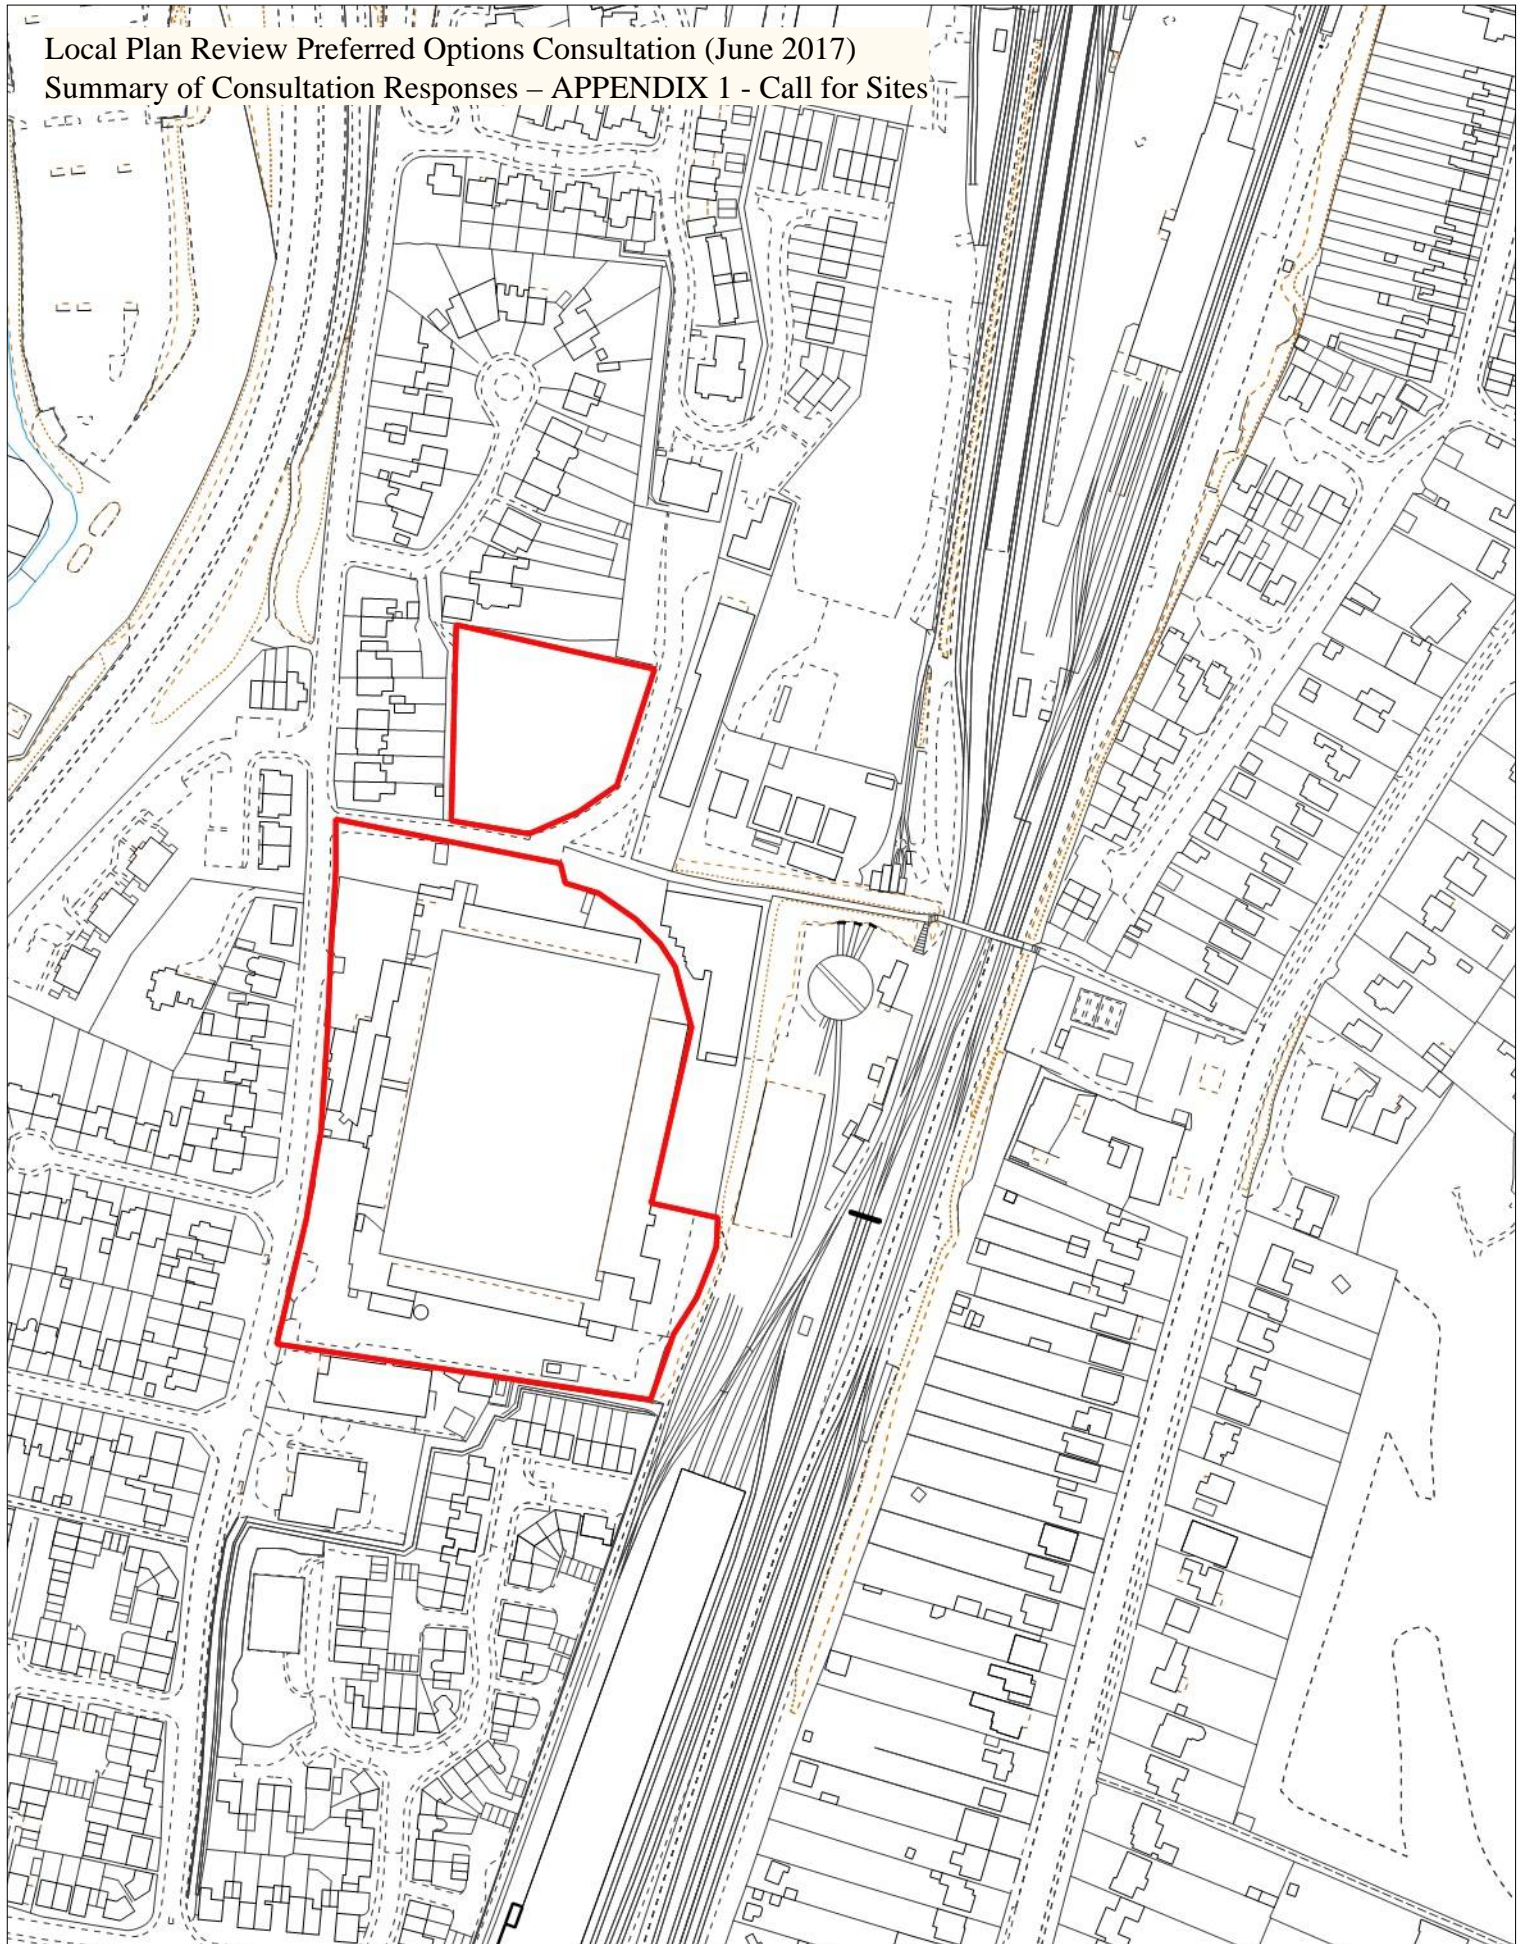 Local Plan Review Preferred Options Consultation (June 2017)
Summary of Consultation Responses – APPENDIX 1 - Call for Sites